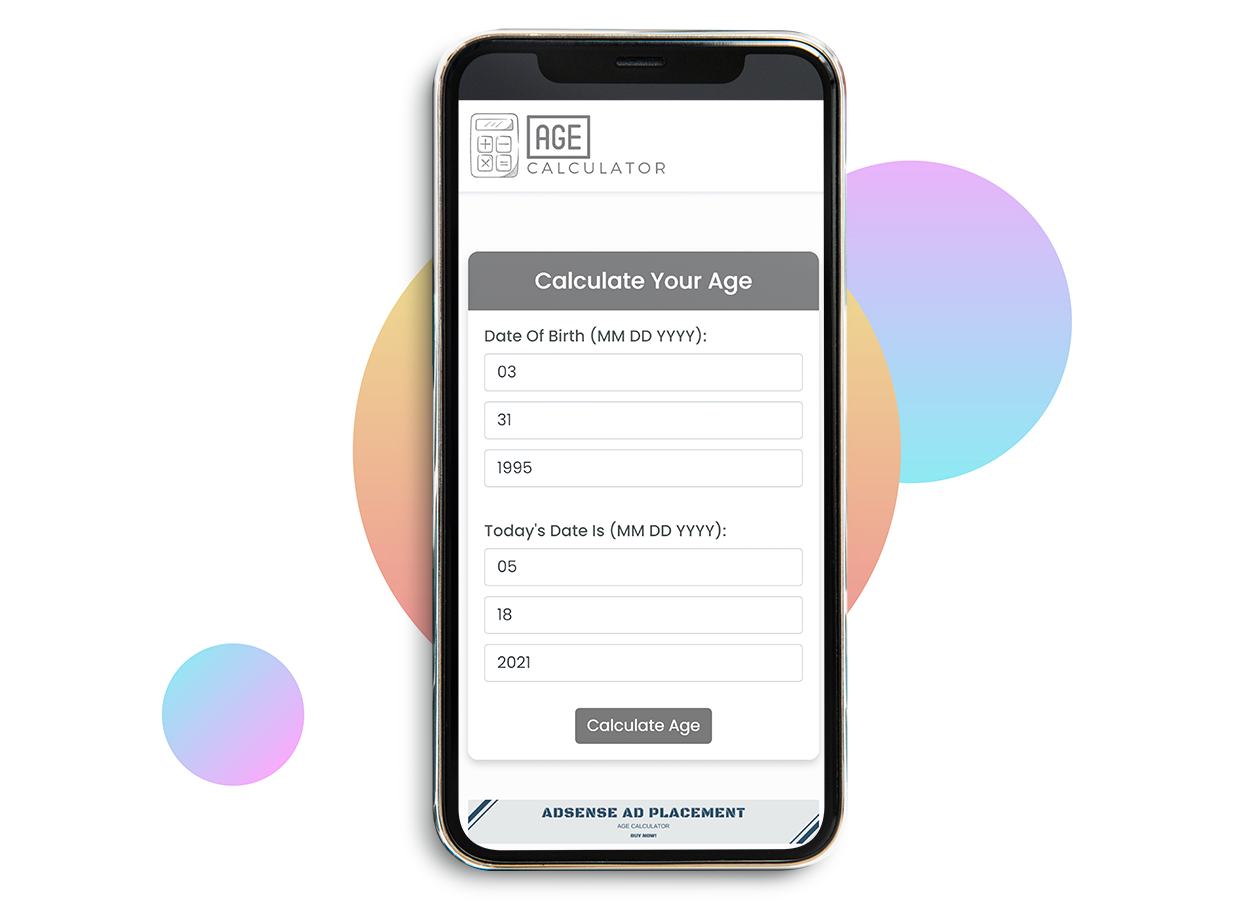 AGE
CALCULATOR
Calculate Your Age
Date Of Birth (MM DD YYYY):
03
31
1995
Today's Date Is (MM DD YYYY):
05
18
2021
Calculate Age
ADSENSE AD PLACEMENT
AGE CALCULATOR
BUY NOW!